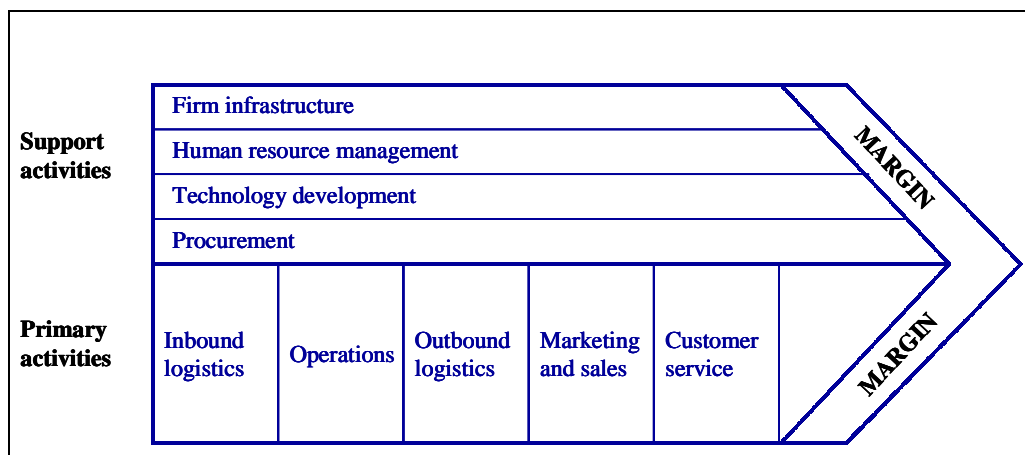 Support
activities
Firm infrastructure
Human resource management
Technology development
Procurement
MARGIN
Primary
activities
Inbound
logistics
Operations
Outbound
logistics
Marketing
and sales
Customer
service
MARGIN